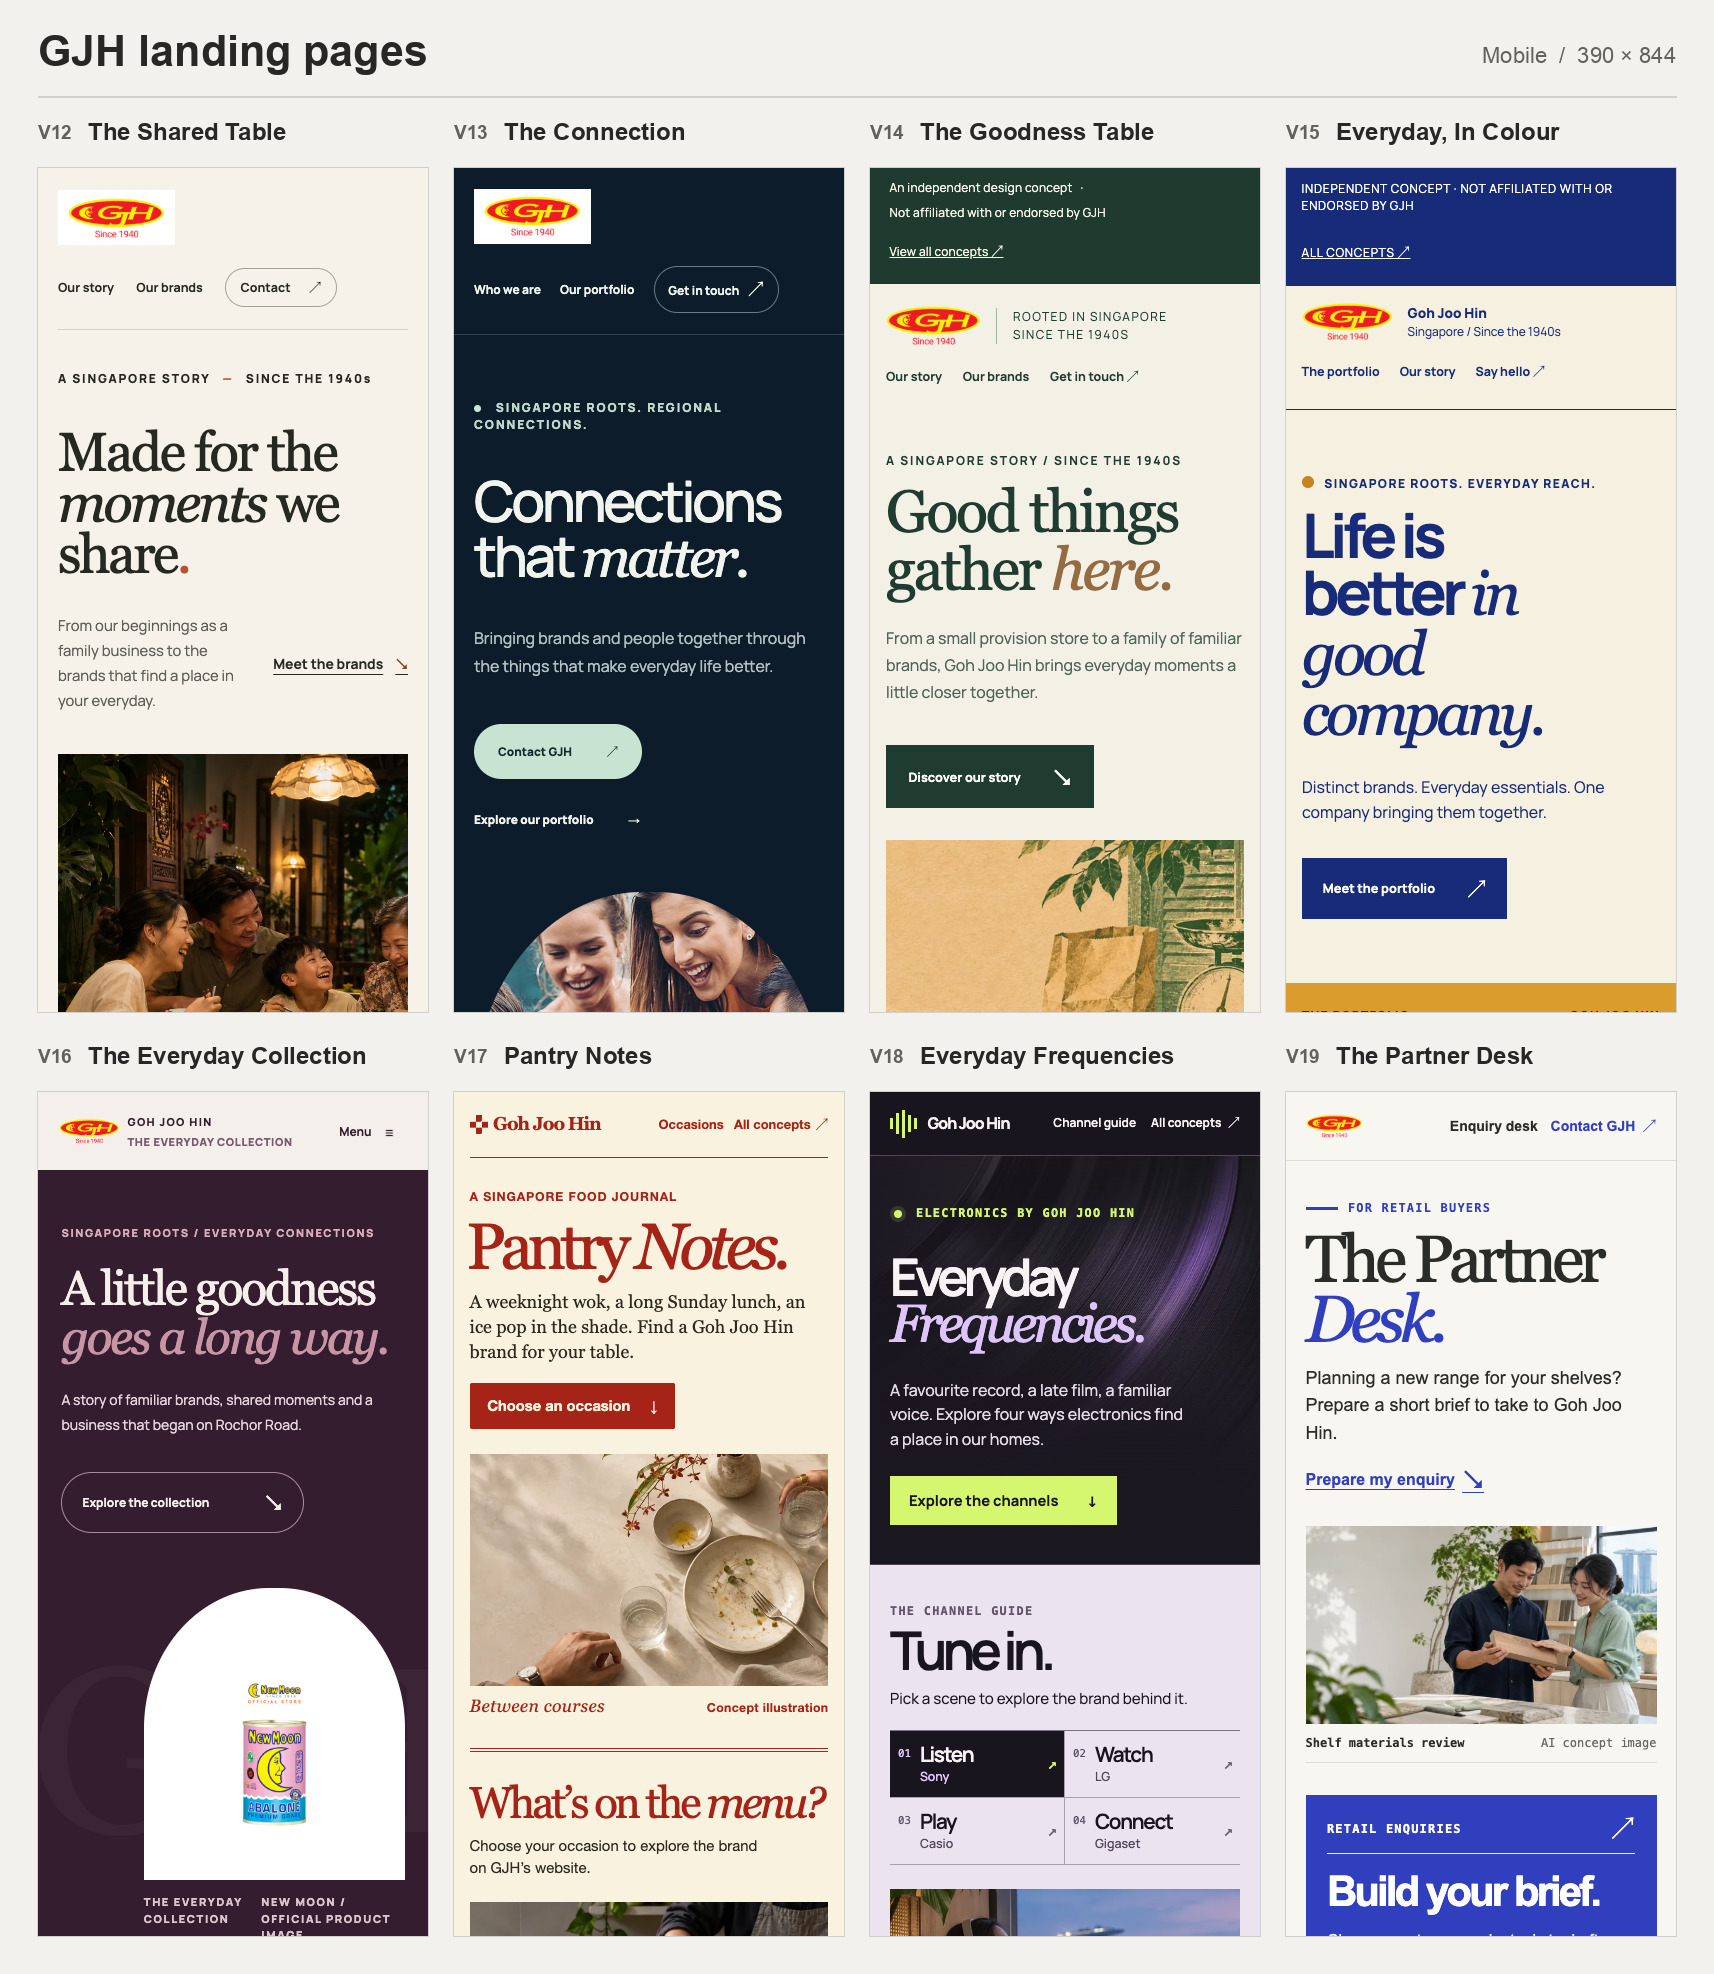 GJH landing pages
Mobile / 390 × 844
V12 The Shared Table
GJH
Since 1940
Our story Our brands Contact ↗
A SINGAPORE STORY — SINCE THE 1940s
Made for the
moments we
share.
From our beginnings as a
family business to the
brands that find a place in
your everyday.
Meet the brands ↘
V13 The Connection
GJH
Since 1940
Who we are Our portfolio Get in touch ↗
• SINGAPORE ROOTS. REGIONAL
CONNECTIONS.
Connections
that matter.
Bringing brands and people together through
the things that make everyday life better.
Contact GJH ↗
Explore our portfolio →
V14 The Goodness Table
An independent design concept ·
Not affiliated with or endorsed by GJH
View all concepts ↗
GJH
Since 1940
ROOTED IN SINGAPORE
SINCE THE 1940S
Our story Our brands Get in touch ↗
A SINGAPORE STORY / SINCE THE 1940S
Good things
gather here.
From a small provision store to a family of familiar
brands, Goh Joo Hin brings everyday moments a
little closer together.
Discover our story ↘
V15 Everyday, In Colour
INDEPENDENT CONCEPT · NOT AFFILIATED WITH OR
ENDORSED BY GJH
ALL CONCEPTS ↗
GJH
Since 1940
Goh Joo Hin
Singapore / Since the 1940s
The portfolio Our story Say hello ↗
SINGAPORE ROOTS. EVERYDAY REACH.
Life is
better in
good
company.
Distinct brands. Everyday essentials. One
company bringing them together.
Meet the portfolio ↗
THE PORTFOLIO GOH JOO HIN
V16 The Everyday Collection
GJH
Since 1940
GOH JOO HIN
THE EVERYDAY COLLECTION
Menu ≡
SINGAPORE ROOTS / EVERYDAY CONNECTIONS
A little goodness
goes a long way.
A story of familiar brands, shared moments and a
business that began on Rochor Road.
Explore the collection ↘
New Moon
OFFICIAL STORE
New Moon
ABALONE
THE EVERYDAY
COLLECTION
NEW MOON /
OFFICIAL PRODUCT
IMAGE
V17 Pantry Notes
Goh Joo Hin Occasions All concepts ↗
A SINGAPORE FOOD JOURNAL
Pantry Notes.
A weeknight wok, a long Sunday lunch, an
ice pop in the shade. Find a Goh Joo Hin
brand for your table.
Choose an occasion ↓
Between courses Concept illustration
What's on the menu?
Choose your occasion to explore the brand
on GJH's website.
V18 Everyday Frequencies
Goh Joo Hin Channel guide All concepts ↗
ELECTRONICS BY GOH JOO HIN
Everyday
Frequencies.
A favourite record, a late film, a familiar
voice. Explore four ways electronics find
a place in our homes.
Explore the channels ↓
THE CHANNEL GUIDE
Tune in.
Pick a scene to explore the brand behind it.
01 Listen ↗
Sony
02 Watch ↗
LG
03 Play ↗
Casio
04 Connect ↗
Gigaset
V19 The Partner Desk
GJH
Since 1940
Enquiry desk Contact GJH ↗
FOR RETAIL BUYERS
The Partner
Desk.
Planning a new range for your shelves?
Prepare a short brief to take to Goh Joo
Hin.
Prepare my enquiry ↘
Shelf materials review AI concept image
RETAIL ENQUIRIES ↗
Build your brief.